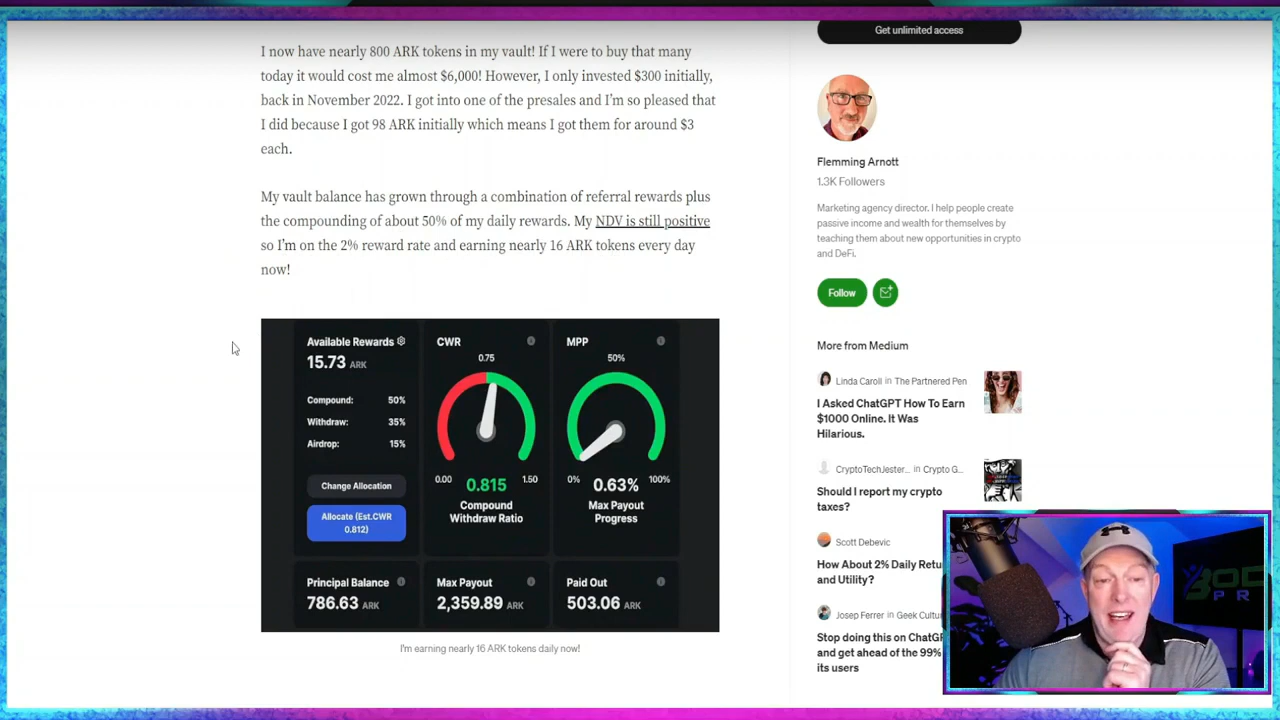 I now have nearly 800 ARK tokens in my vault! If I were to buy that many
today it would cost me almost $6,000! However, I only invested $300 initially,
back in November 2022. I got into one of the presales and I'm so pleased that
I did because I got 98 ARK initially which means I got them for around $3
each.
My vault balance has grown through a combination of referral rewards plus
the compounding of about 50% of my daily rewards. My NDV is still positive
so I'm on the 2% reward rate and earning nearly 16 ARK tokens every day
now!
Available Rewards
15.73 ARK
Compound: 50%
Withdraw: 35%
Airdrop: 15%
Change Allocation
Allocate (Est.CWR
0.812)
CWR
0.75
0.00 0.815 1.50
Compound
Withdraw Ratio
MPP
50%
0% 0.63% 100%
Max Payout
Progress
Principal Balance
786.63 ARK
Max Payout
2,359.89 ARK
Paid Out
503.06 ARK
I'm earning nearly 16 ARK tokens daily now!
Get unlimited access
Flemming Arnott
1.3K Followers
Marketing agency director. I help people create
passive income and wealth for themselves by
teaching them about new opportunities in crypto
and DeFi.
Follow
More from Medium
Linda Caroll in The Partnered Pen
I Asked ChatGPT How To Earn
$1000 Online. It Was
Hilarious.
CryptoTechJester... in Crypto G...
Should I report my crypto
taxes?
Scott Debevic
How About 2% Daily Retu
and Utility?
Josep Ferrer in Geek Cultu
Stop doing this on ChatGP
and get ahead of the 99%
its users